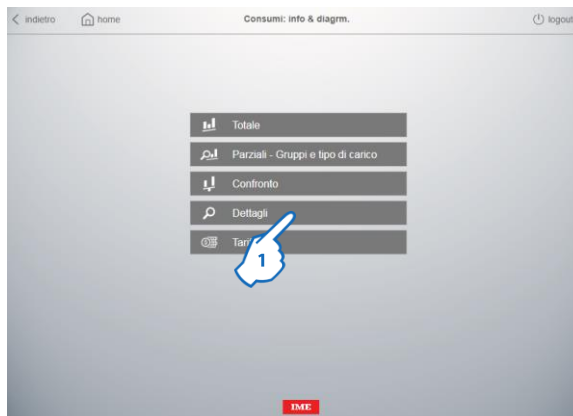 indietro
home
Consumi: info & diagrm.
logout
Totale
Parziali - Gruppi e tipo di carico
Confronto
Dettagli
1
IME